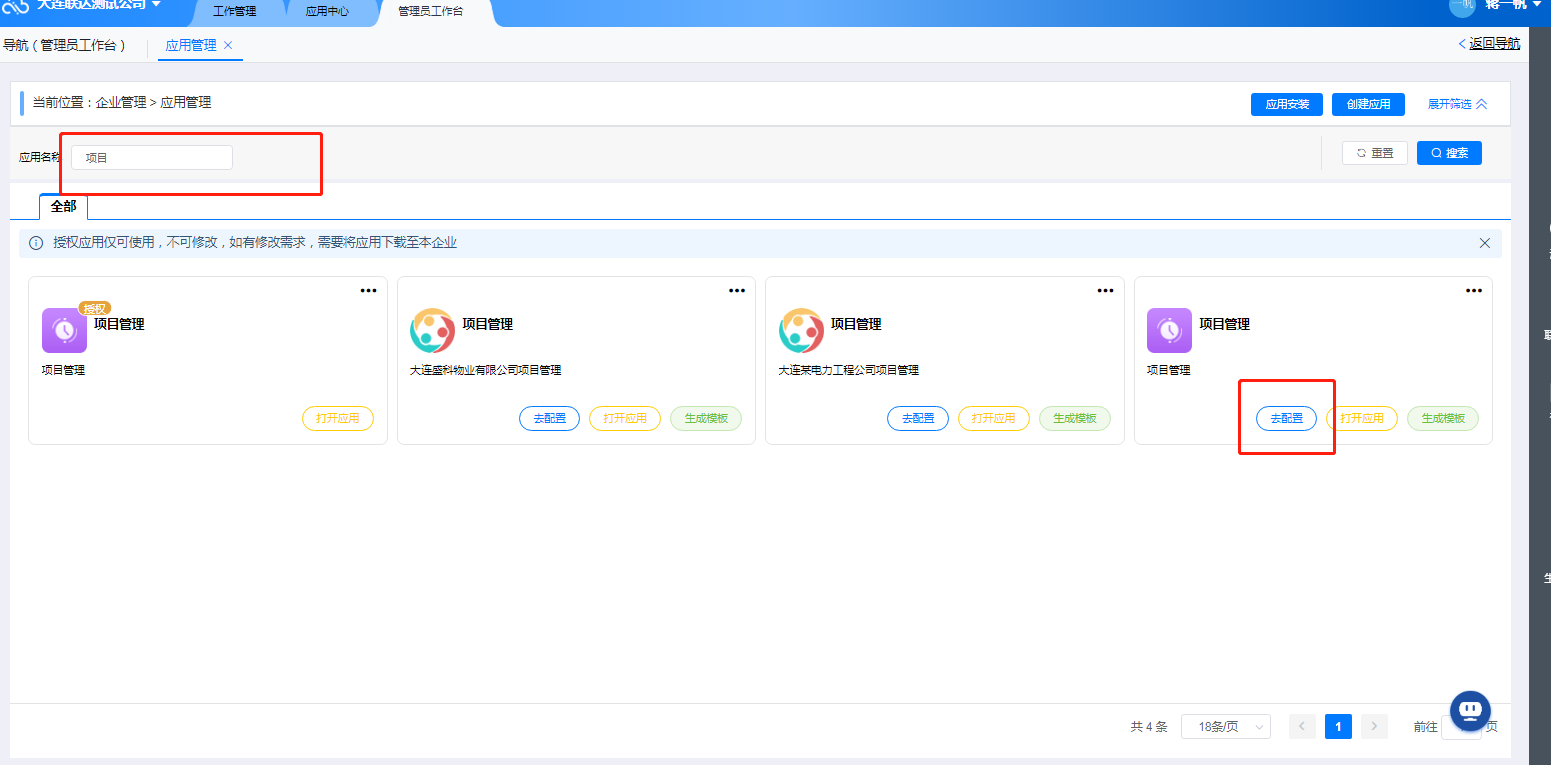 大连联达测试公司
工作管理
应用中心
管理员工作台
蒋一帆
导航（管理员工作台）
应用管理
<返回导航
当前位置：企业管理 > 应用管理
应用安装
创建应用
展开筛选
应用名称
项目
重置
搜索
全部
授权应用仅可使用，不可修改，如有修改需求，需要将应用下载至本企业
授权
项目管理
项目管理
打开应用
项目管理
大连盛科物业有限公司项目管理
去配置
打开应用
生成模板
项目管理
大连某电力工程公司项目管理
去配置
打开应用
生成模板
项目管理
项目管理
去配置
打开应用
生成模板
共 4 条
18条/页
1
前往
页